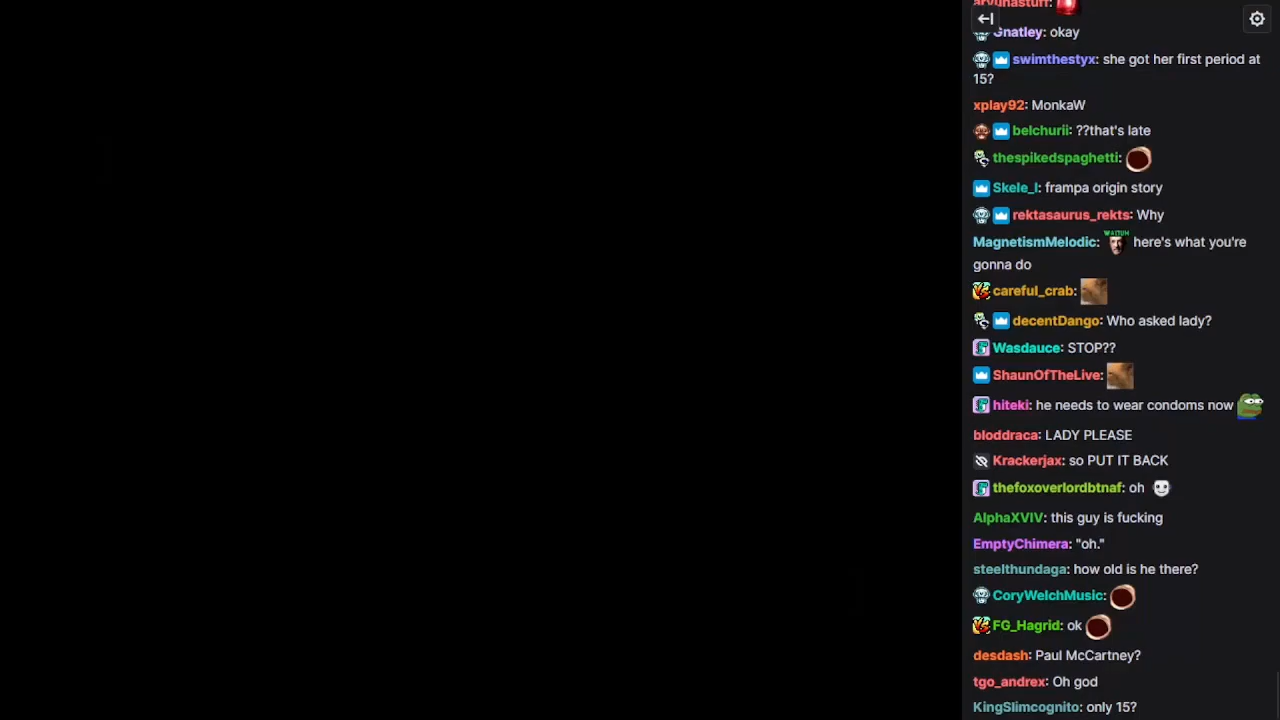 aryunastuff:
Gnatley: okay
swimthestyx: she got her first period at
15?
xplay92: MonkaW
belchurii: ??that's late
thespikedspaghetti:
Skele_I: frampa origin story
rektasaurus_rekts: Why
MagnetismMelodic: WALTUH here's what you're
gonna do
careful_crab:
decentDango: Who asked lady?
Wasdauce: STOP??
ShaunOfTheLive:
hiteki: he needs to wear condoms now
bloddraca: LADY PLEASE
Krackerjax: so PUT IT BACK
thefoxoverlordbtnaf: oh
AlphaXVIV: this guy is fucking
EmptyChimera: "oh."
steelthundaga: how old is he there?
CoryWelchMusic:
FG_Hagrid: ok
desdash: Paul McCartney?
tgo_andrex: Oh god
KingSlimcognito: only 15?